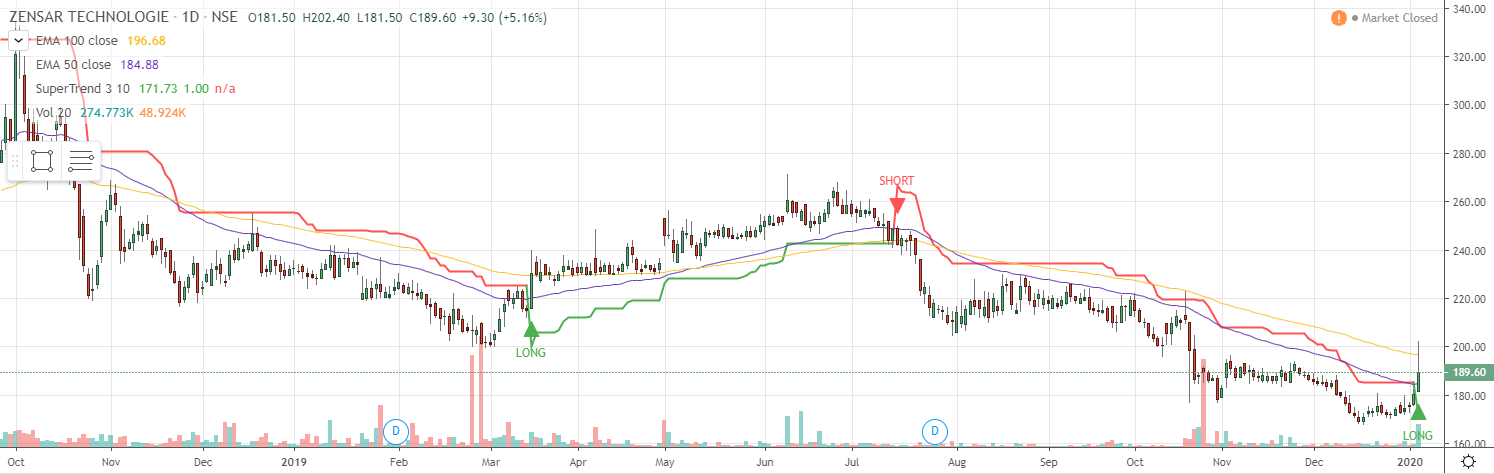 ZENSAR TECHNOLOGIE · 1D · NSE O181.50 H202.40 L181.50 C189.60 +9.30 (+5.16%)
! Market Closed
EMA 100 close 196.68
EMA 50 close 184.88
SuperTrend 3 10 171.73 1.00 n/a
Vol 20 274.773K 48.924K
340.00
320.00
300.00
280.00
260.00
240.00
220.00
200.00
189.60
180.00
160.00
SHORT
LONG
LONG
D
D
Oct Nov Dec 2019 Feb Mar Apr May Jun Jul Aug Sep Oct Nov Dec 2020